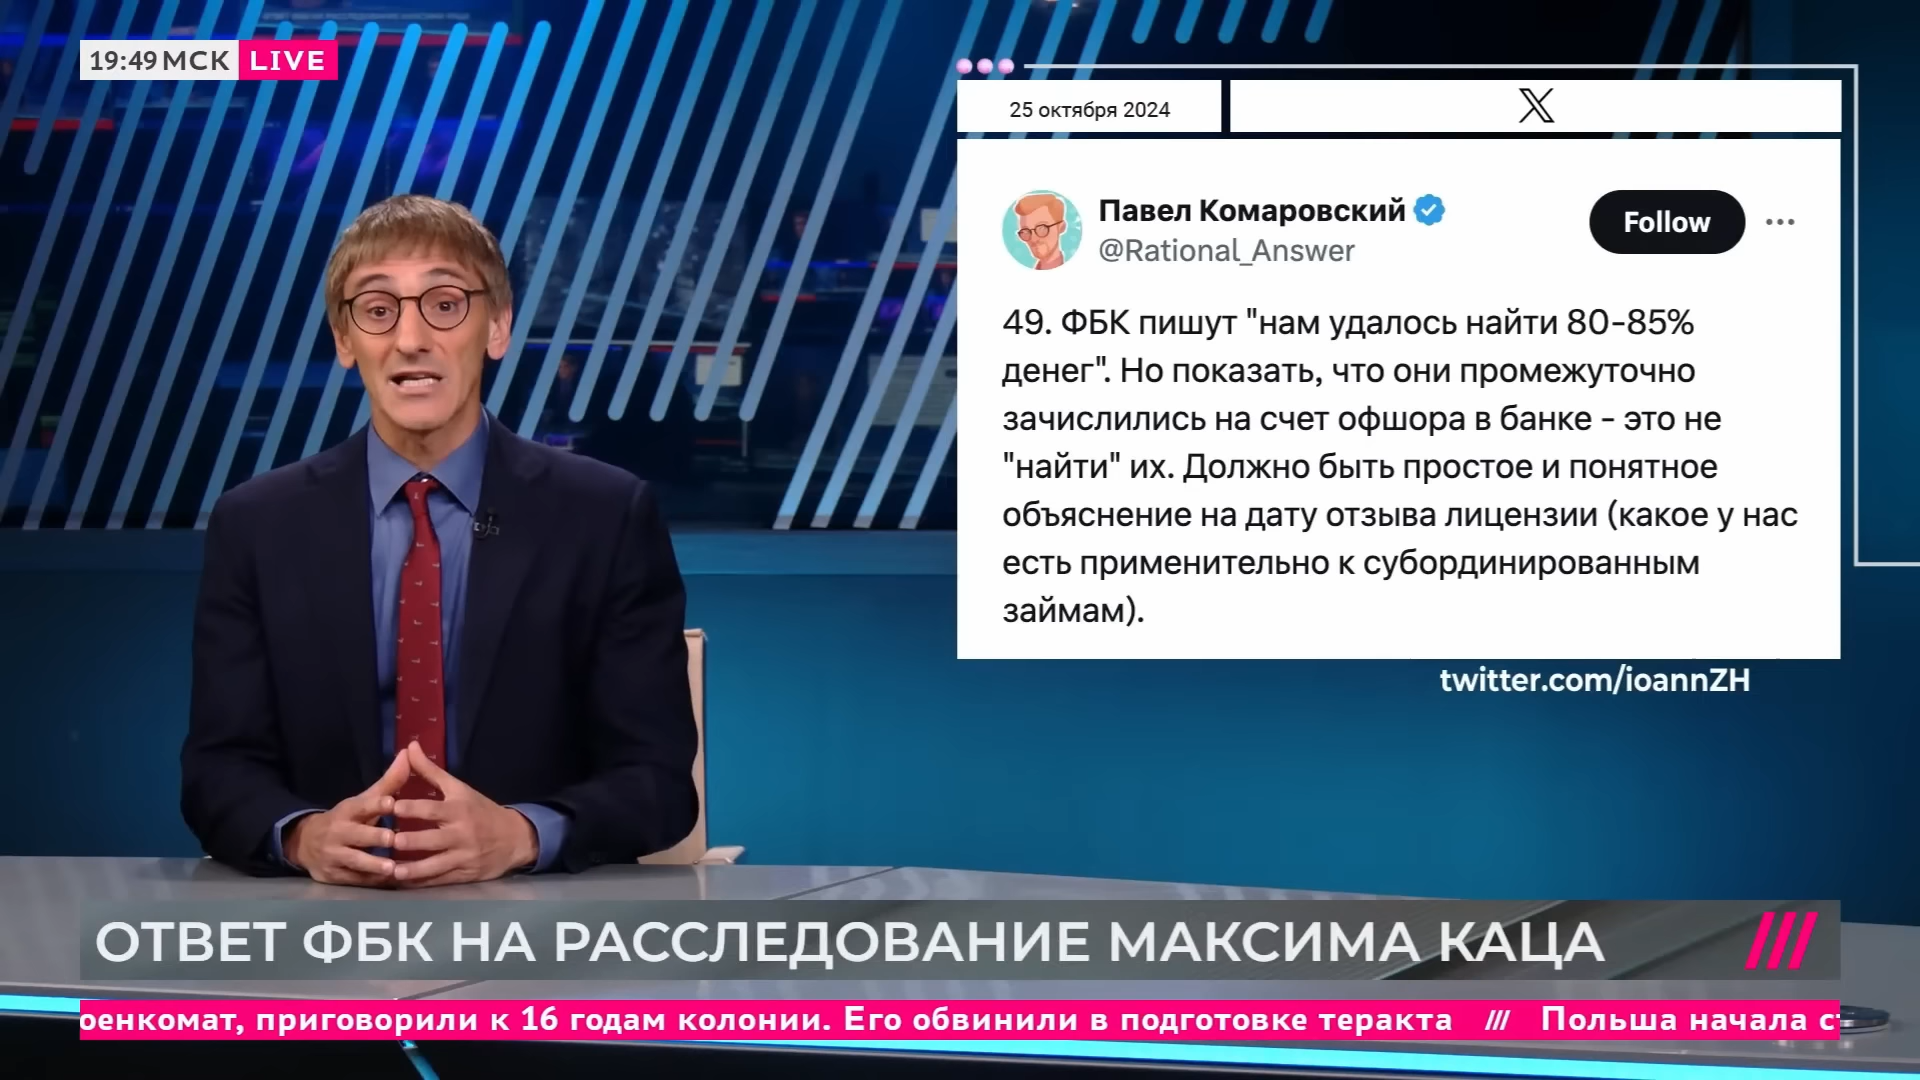 19:49 МСК LIVE
25 октября 2024
X
Павел Комаровский
@Rational_Answer
Follow
49. ФБК пишут "нам удалось найти 80-85%
денег". Но показать, что они промежуточно
зачислились на счет офшора в банке - это не
"найти" их. Должно быть простое и понятное
объяснение на дату отзыва лицензии (какое у нас
есть применительно к субординированным
займам).
twitter.com/ioannZH
ОТВЕТ ФБК НА РАССЛЕДОВАНИЕ МАКСИМА КАЦА
оенкомат, приговорили к 16 годам колонии. Его обвинили в подготовке теракта /// Польша начала ст